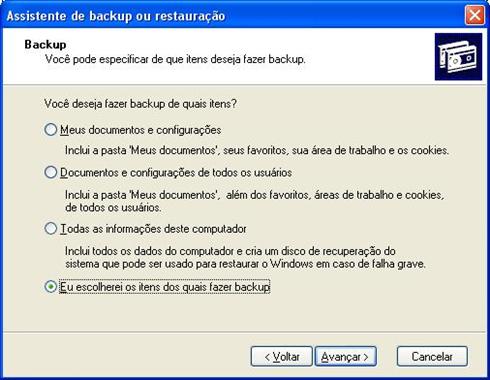 Assistente de backup ou restauração
Backup
Você pode especificar de que itens deseja fazer backup.
Você deseja fazer backup de quais itens?
Meus documentos e configurações
Inclui a pasta 'Meus documentos', seus favoritos, sua área de trabalho e os cookies.
Documentos e configurações de todos os usuários
Inclui a pasta 'Meus documentos', além dos favoritos, áreas de trabalho e cookies,
de todos os usuários.
Todas as informações deste computador
Inclui todos os dados do computador e cria um disco de recuperação do
sistema que pode ser usado para restaurar o Windows em caso de falha grave.
Eu escolherei os itens dos quais fazer backup
< Voltar Avançar > Cancelar